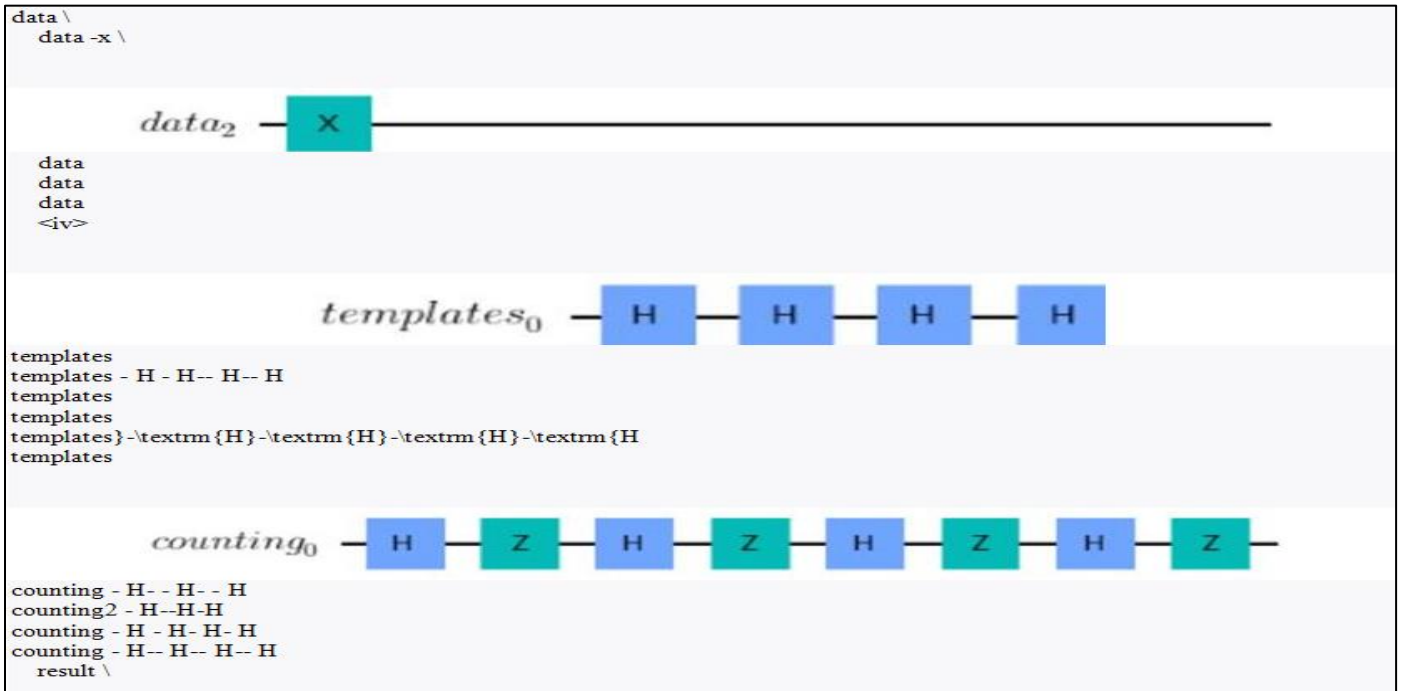 data \
data -x \
data₂ X
data
data
data
<iv>
templates₀ H H H H
templates
templates - H - H-- H-- H
templates
templates
templates}-\textrm{H}-\textrm{H}-\textrm{H}-\textrm{H
templates
counting₀ H Z H Z H Z H Z
counting - H- - H- - H
counting2 - H--H-H
counting - H - H- H- H
counting - H-- H-- H-- H
result \